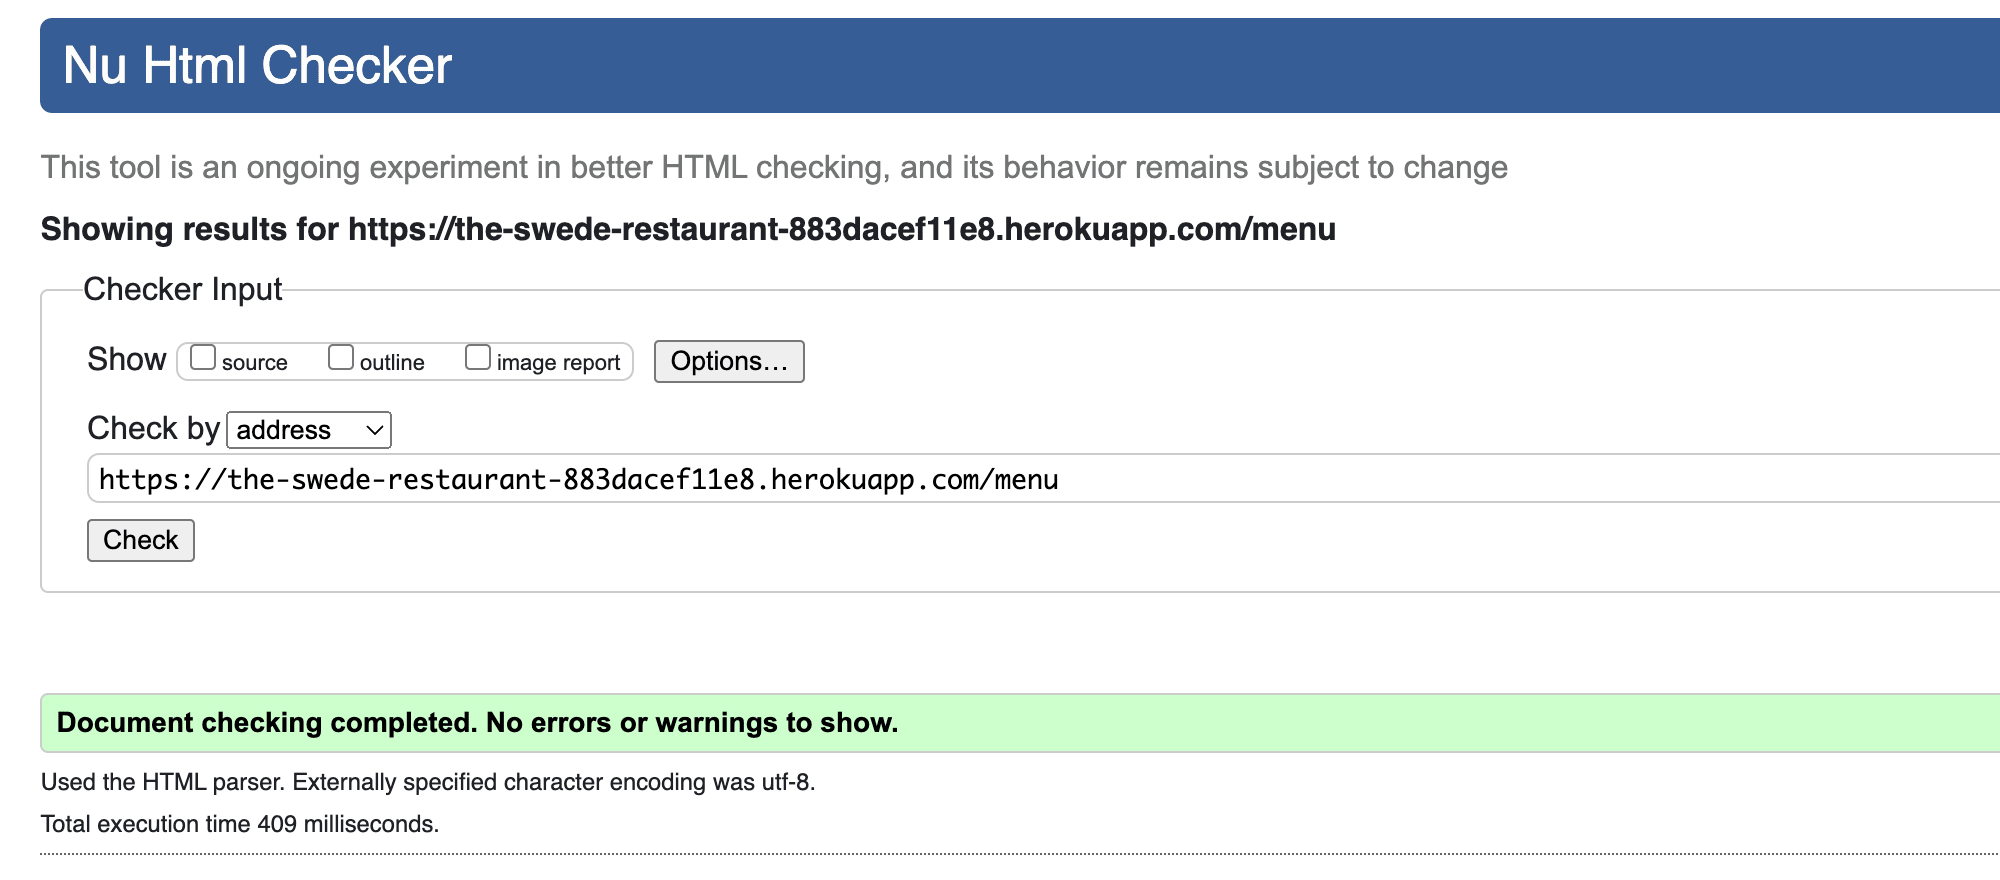 Nu Html Checker
This tool is an ongoing experiment in better HTML checking, and its behavior remains subject to change
Showing results for https://the-swede-restaurant-883dacef11e8.herokuapp.com/menu
Checker Input
Show source outline image report Options…
Check by address
https://the-swede-restaurant-883dacef11e8.herokuapp.com/menu
Check
Document checking completed. No errors or warnings to show.
Used the HTML parser. Externally specified character encoding was utf-8.
Total execution time 409 milliseconds.